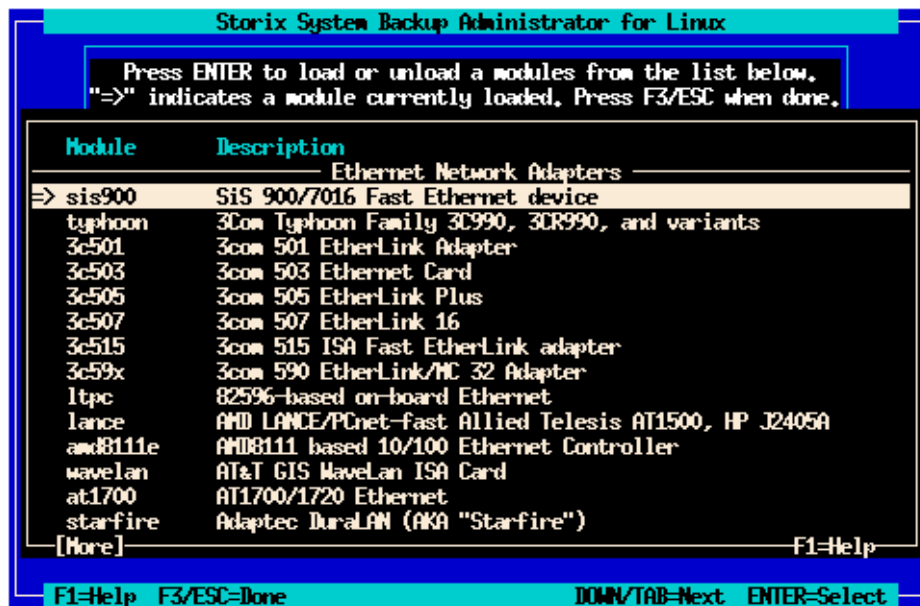 Storix System Backup Administrator for Linux
Press ENTER to load or unload a modules from the list below.
"=>" indicates a module currently loaded. Press F3/ESC when done.
Module Description
Ethernet Network Adapters
=> sis900 SiS 900/7016 Fast Ethernet device
typhoon 3Com Typhoon Family 3C990, 3CR990, and variants
3c501 3com 501 EtherLink Adapter
3c503 3com 503 Ethernet Card
3c505 3com 505 EtherLink Plus
3c507 3com 507 EtherLink 16
3c515 3com 515 ISA Fast EtherLink adapter
3c59x 3com 590 EtherLink/MC 32 Adapter
ltpc 82596-based on-board Ethernet
lance AMD LANCE/PCnet-fast Allied Telesis AT1500, HP J2405A
amd8111e AMD8111 based 10/100 Ethernet Controller
wavelan AT&T GIS WaveLan ISA Card
at1700 AT1700/1720 Ethernet
starfire Adaptec DuraLAN (AKA "Starfire")
[More] F1=Help
F1=Help F3/ESC=Done DOWN/TAB=Next ENTER=Select